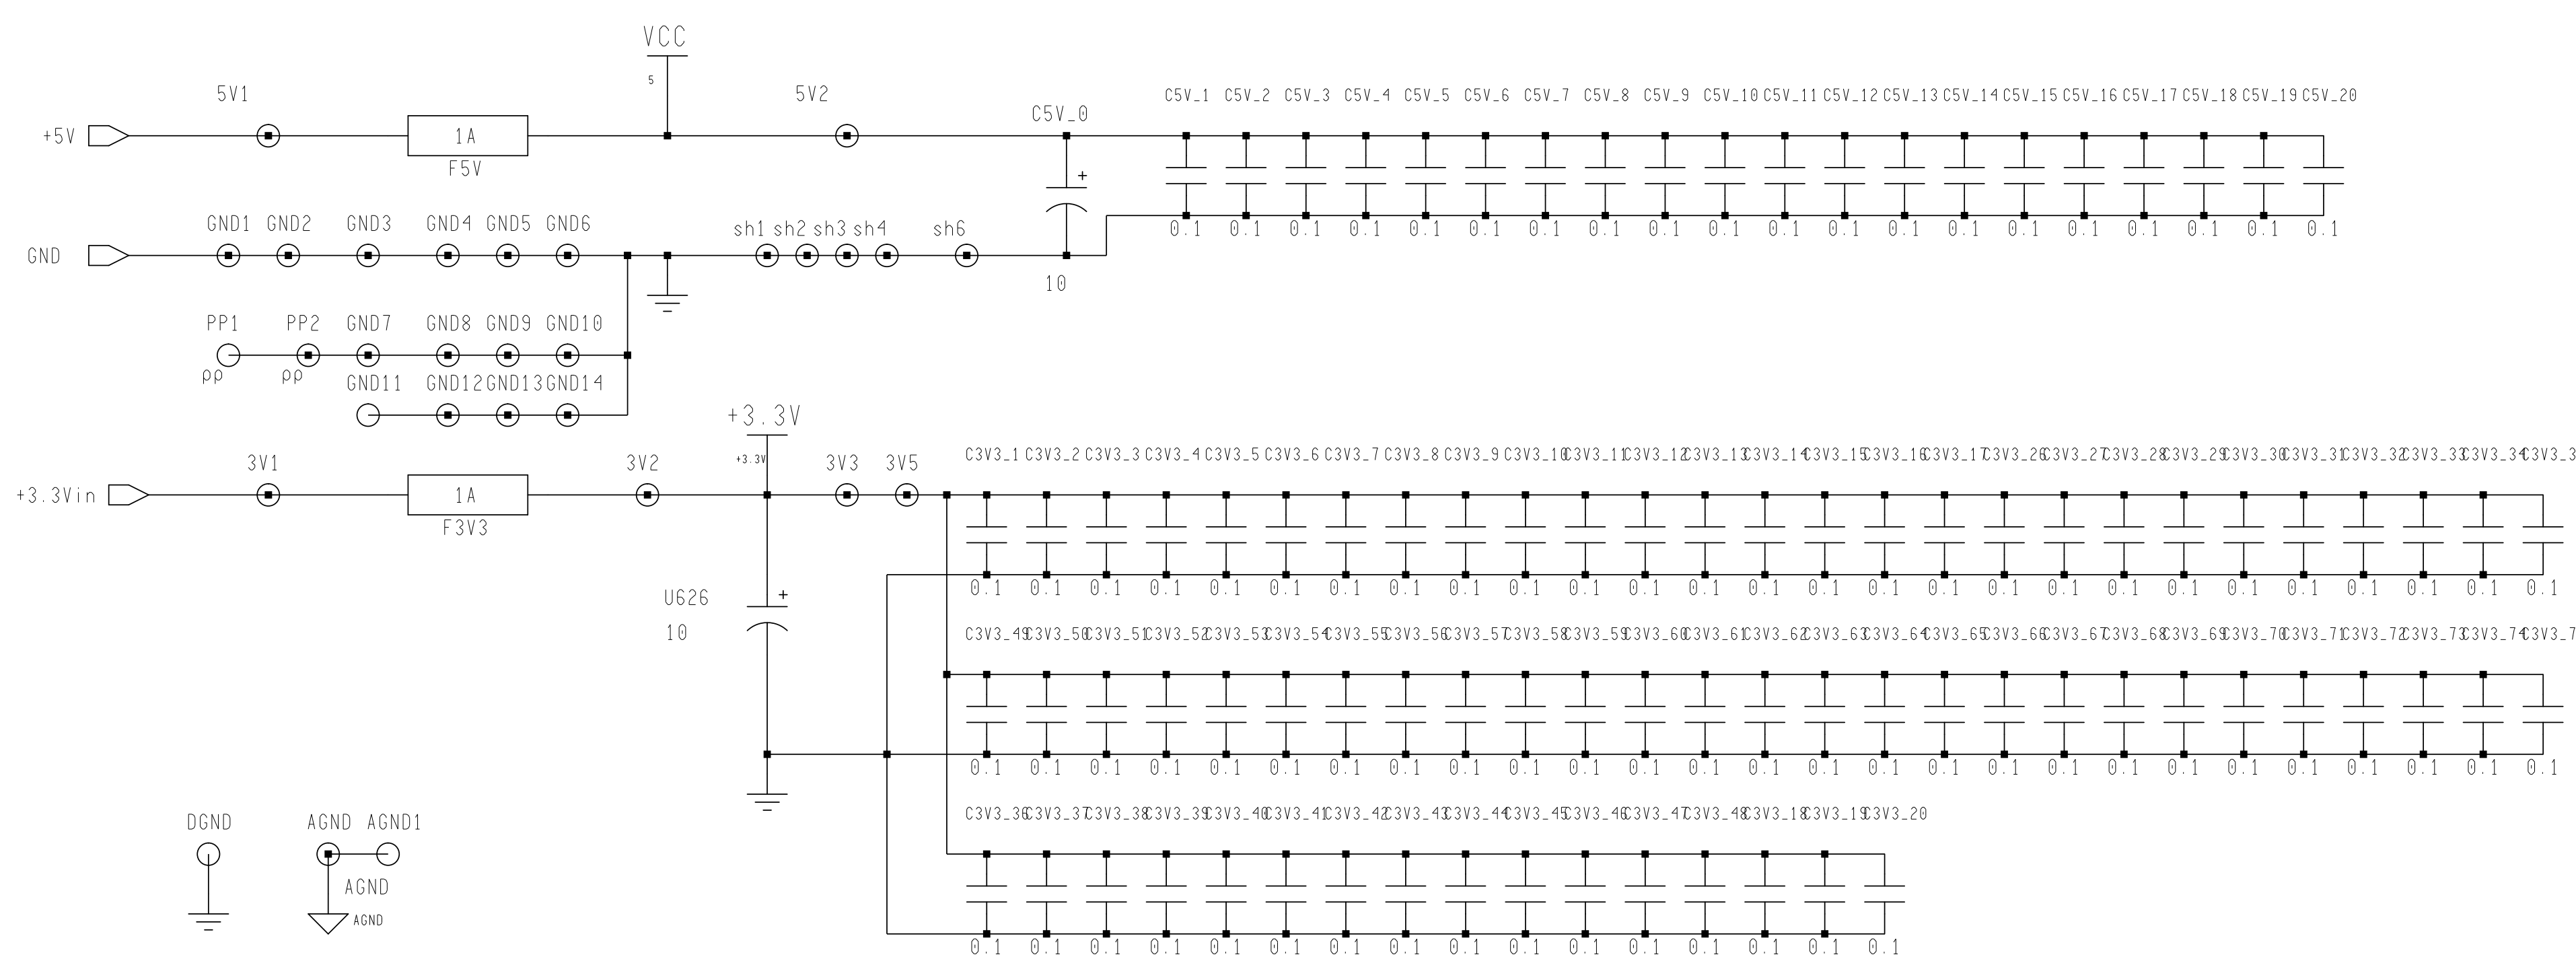 VCC
5
5V1 5V2
C5V_0
C5V_1 C5V_2 C5V_3 C5V_4 C5V_5 C5V_6 C5V_7 C5V_8 C5V_9 C5V_10 C5V_11 C5V_12 C5V_13 C5V_14 C5V_15 C5V_16 C5V_17 C5V_18 C5V_19 C5V_20
+5V 1A
F5V
+
GND1 GND2 GND3 GND4 GND5 GND6 sh1 sh2 sh3 sh4 sh6
0.1 0.1 0.1 0.1 0.1 0.1 0.1 0.1 0.1 0.1 0.1 0.1 0.1 0.1 0.1 0.1 0.1 0.1 0.1 0.1
GND
10
PP1 PP2 GND7 GND8 GND9 GND10
pp pp
GND11 GND12 GND13 GND14
+3.3V
+3.3V
3V1 3V2 3V3 3V5
C3V3_1 C3V3_2 C3V3_3 C3V3_4 C3V3_5 C3V3_6 C3V3_7 C3V3_8 C3V3_9 C3V3_10 C3V3_11 C3V3_12 C3V3_13 C3V3_14 C3V3_15 C3V3_16 C3V3_17 C3V3_26 C3V3_27 C3V3_28 C3V3_29 C3V3_30 C3V3_31 C3V3_32 C3V3_33 C3V3_34 C3V3_3
+3.3Vin 1A
F3V3
0.1 0.1 0.1 0.1 0.1 0.1 0.1 0.1 0.1 0.1 0.1 0.1 0.1 0.1 0.1 0.1 0.1 0.1 0.1 0.1 0.1 0.1 0.1 0.1 0.1 0.1 0.1
U626 +
10
C3V3_49 C3V3_50 C3V3_51 C3V3_52 C3V3_53 C3V3_54 C3V3_55 C3V3_56 C3V3_57 C3V3_58 C3V3_59 C3V3_60 C3V3_61 C3V3_62 C3V3_63 C3V3_64 C3V3_65 C3V3_66 C3V3_67 C3V3_68 C3V3_69 C3V3_70 C3V3_71 C3V3_72 C3V3_73 C3V3_74 C3V3_7
0.1 0.1 0.1 0.1 0.1 0.1 0.1 0.1 0.1 0.1 0.1 0.1 0.1 0.1 0.1 0.1 0.1 0.1 0.1 0.1 0.1 0.1 0.1 0.1 0.1 0.1 0.1
C3V3_36 C3V3_37 C3V3_38 C3V3_39 C3V3_40 C3V3_41 C3V3_42 C3V3_43 C3V3_44 C3V3_45 C3V3_46 C3V3_47 C3V3_48 C3V3_18 C3V3_19 C3V3_20
DGND AGND AGND1
AGND
AGND
0.1 0.1 0.1 0.1 0.1 0.1 0.1 0.1 0.1 0.1 0.1 0.1 0.1 0.1 0.1 0.1